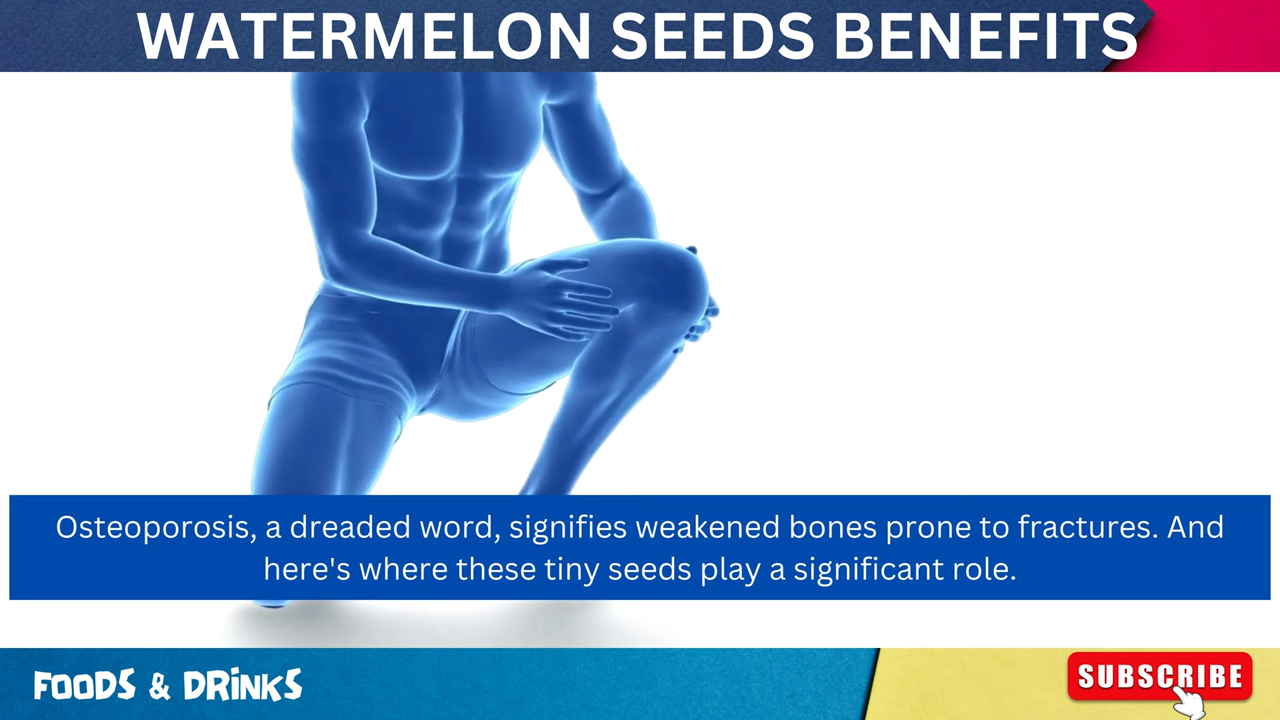 WATERMELON SEEDS BENEFITS
Osteoporosis, a dreaded word, signifies weakened bones prone to fractures. And
here's where these tiny seeds play a significant role.
FOODS & DRiNKS
SUBSCRIBE